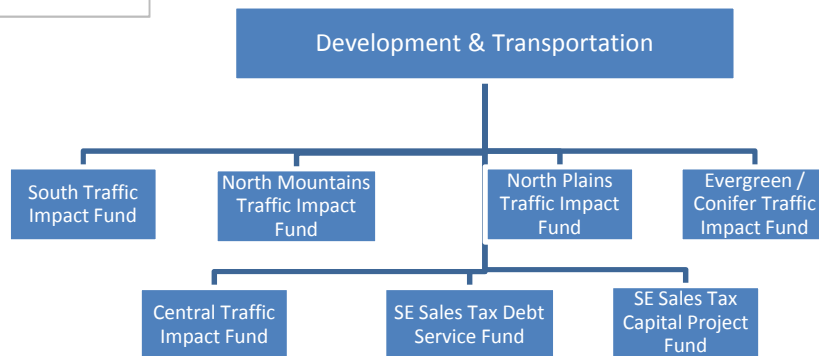 Development & Transportation
South Traffic
Impact Fund
North Mountains
Traffic Impact
Fund
North Plains
Traffic Impact
Fund
Evergreen /
Conifer Traffic
Impact Fund
Central Traffic
Impact Fund
SE Sales Tax Debt
Service Fund
SE Sales Tax
Capital Project
Fund